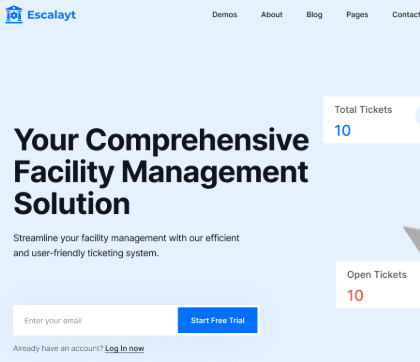 Escalayt
Demos About Blog Pages Contact
Total Tickets
10
Your Comprehensive
Facility Management
Solution
Streamline your facility management with our efficient
and user-friendly ticketing system.
Open Tickets
10
Enter your email Start Free Trial
Already have an account? Log In now